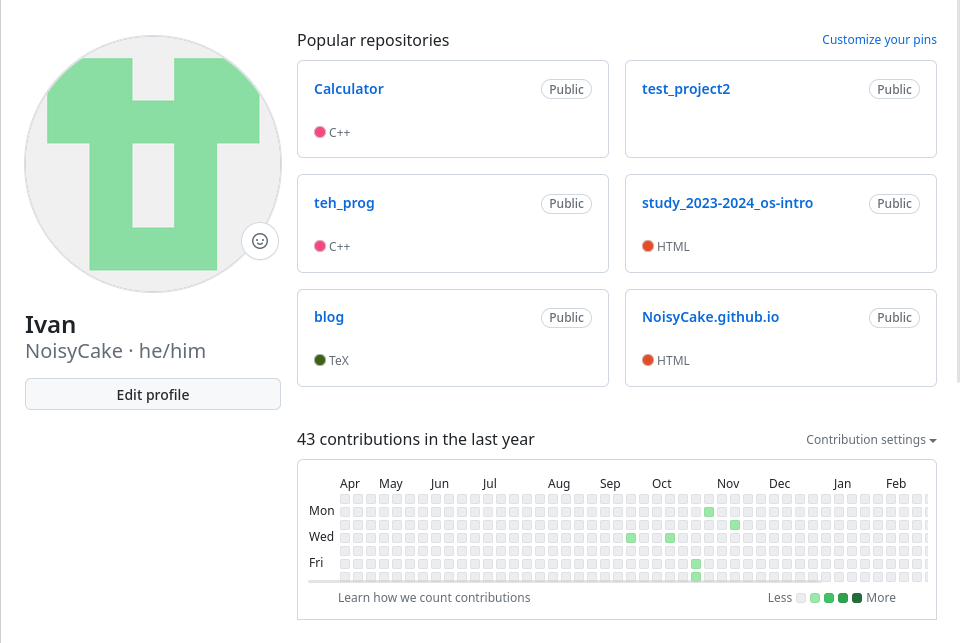 Popular repositories
Customize your pins
Calculator Public
C++
test_project2 Public
teh_prog Public
C++
study_2023-2024_os-intro Public
HTML
blog Public
TeX
NoisyCake.github.io Public
HTML
Ivan
NoisyCake · he/him
Edit profile
43 contributions in the last year
Contribution settings
Apr May Jun Jul Aug Sep Oct Nov Dec Jan Feb
Mon
Wed
Fri
Learn how we count contributions
Less More